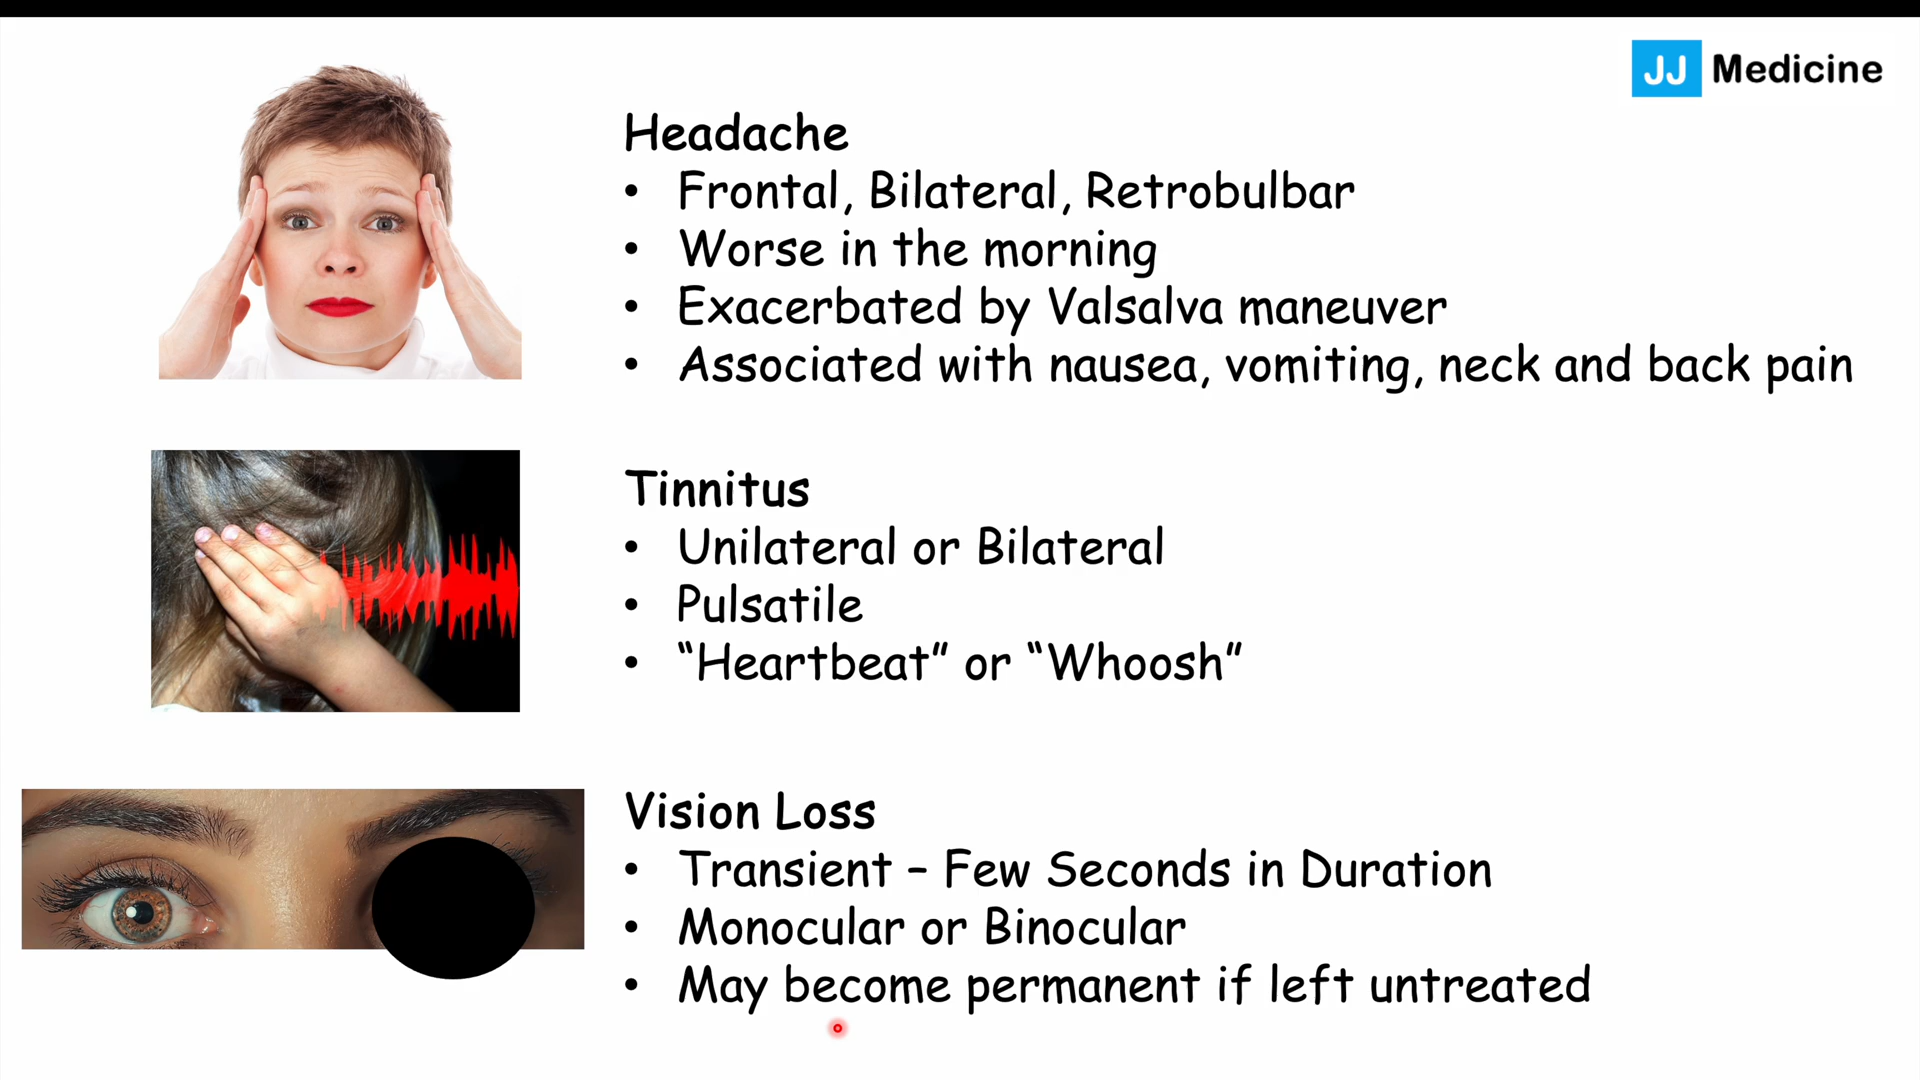 JJ Medicine
Headache
• Frontal, Bilateral, Retrobulbar
• Worse in the morning
• Exacerbated by Valsalva maneuver
• Associated with nausea, vomiting, neck and back pain
Tinnitus
• Unilateral or Bilateral
• Pulsatile
• “Heartbeat” or “Whoosh”
Vision Loss
• Transient – Few Seconds in Duration
• Monocular or Binocular
• May become permanent if left untreated